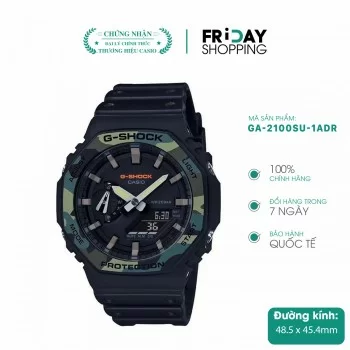 CHỨNG NHẬN
ĐẠI LÝ CHÍNH THỨC
THƯƠNG HIỆU CASIO
FRIDAY
SHOPPING
MÃ SẢN PHẨM:
GA-2100SU-1ADR
100%
CHÍNH HÃNG
ĐỔI HÀNG TRONG
7 NGÀY
BẢO HÀNH
QUỐC TẾ
G-SHOCK
LIGHT
G-SHOCK
CASIO
36
PROTECTION
Đường kính:
48.5 x 45.4mm